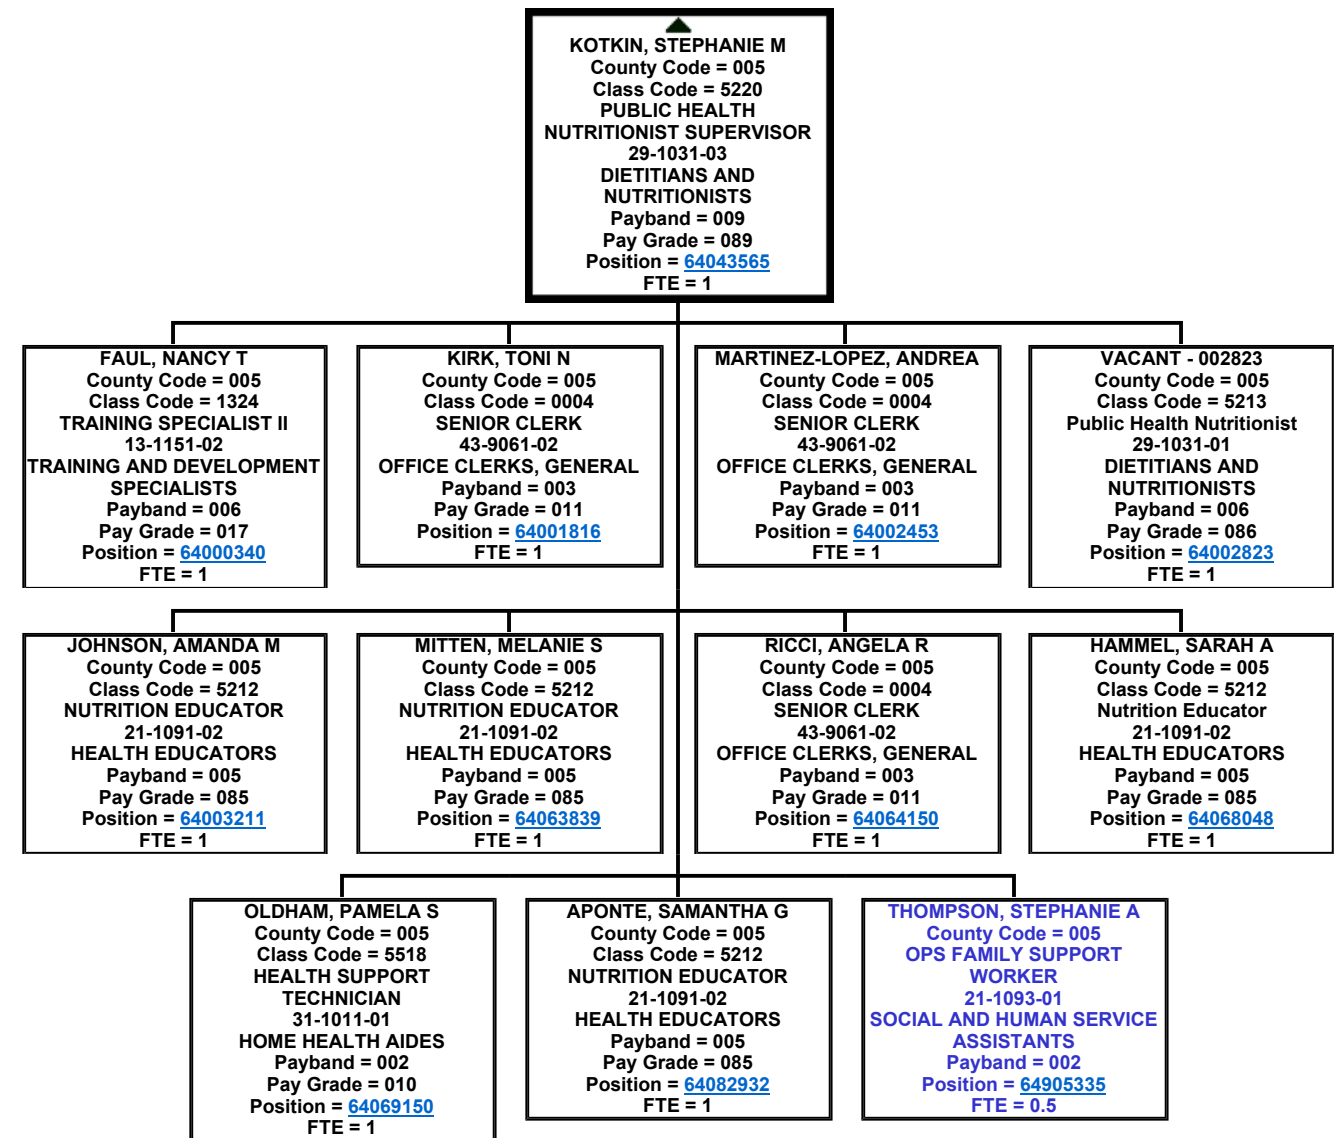 KOTKIN, STEPHANIE M
County Code = 005
Class Code = 5220
PUBLIC HEALTH
NUTRITIONIST SUPERVISOR
29-1031-03
DIETITIANS AND
NUTRITIONISTS
Payband = 009
Pay Grade = 089
Position = 64043565
FTE = 1
FAUL, NANCY T
County Code = 005
Class Code = 1324
TRAINING SPECIALIST II
13-1151-02
TRAINING AND DEVELOPMENT
SPECIALISTS
Payband = 006
Pay Grade = 017
Position = 64000340
FTE = 1
KIRK, TONI N
County Code = 005
Class Code = 0004
SENIOR CLERK
43-9061-02
OFFICE CLERKS, GENERAL
Payband = 003
Pay Grade = 011
Position = 64001816
FTE = 1
MARTINEZ-LOPEZ, ANDREA
County Code = 005
Class Code = 0004
SENIOR CLERK
43-9061-02
OFFICE CLERKS, GENERAL
Payband = 003
Pay Grade = 011
Position = 64002453
FTE = 1
VACANT - 002823
County Code = 005
Class Code = 5213
Public Health Nutritionist
29-1031-01
DIETITIANS AND
NUTRITIONISTS
Payband = 006
Pay Grade = 086
Position = 64002823
FTE = 1
JOHNSON, AMANDA M
County Code = 005
Class Code = 5212
NUTRITION EDUCATOR
21-1091-02
HEALTH EDUCATORS
Payband = 005
Pay Grade = 085
Position = 64003211
FTE = 1
MITTEN, MELANIE S
County Code = 005
Class Code = 5212
NUTRITION EDUCATOR
21-1091-02
HEALTH EDUCATORS
Payband = 005
Pay Grade = 085
Position = 64063839
FTE = 1
RICCI, ANGELA R
County Code = 005
Class Code = 0004
SENIOR CLERK
43-9061-02
OFFICE CLERKS, GENERAL
Payband = 003
Pay Grade = 011
Position = 64064150
FTE = 1
HAMMEL, SARAH A
County Code = 005
Class Code = 5212
Nutrition Educator
21-1091-02
HEALTH EDUCATORS
Payband = 005
Pay Grade = 085
Position = 64068048
FTE = 1
OLDHAM, PAMELA S
County Code = 005
Class Code = 5518
HEALTH SUPPORT
TECHNICIAN
31-1011-01
HOME HEALTH AIDES
Payband = 002
Pay Grade = 010
Position = 64069150
FTE = 1
APONTE, SAMANTHA G
County Code = 005
Class Code = 5212
NUTRITION EDUCATOR
21-1091-02
HEALTH EDUCATORS
Payband = 005
Pay Grade = 085
Position = 64082932
FTE = 1
THOMPSON, STEPHANIE A
County Code = 005
OPS FAMILY SUPPORT
WORKER
21-1093-01
SOCIAL AND HUMAN SERVICE
ASSISTANTS
Payband = 002
Position = 64905335
FTE = 0.5